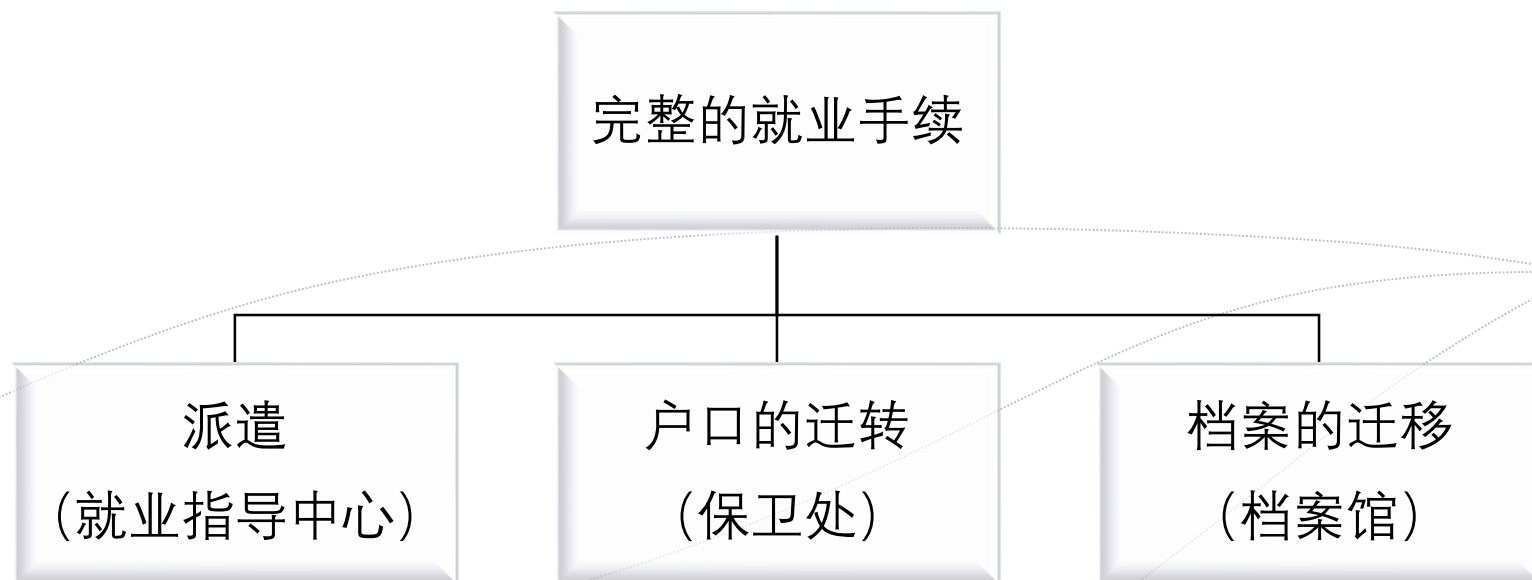 完整的就业手续
派遣
（就业指导中心）
户口的迁转
（保卫处）
档案的迁移
（档案馆）